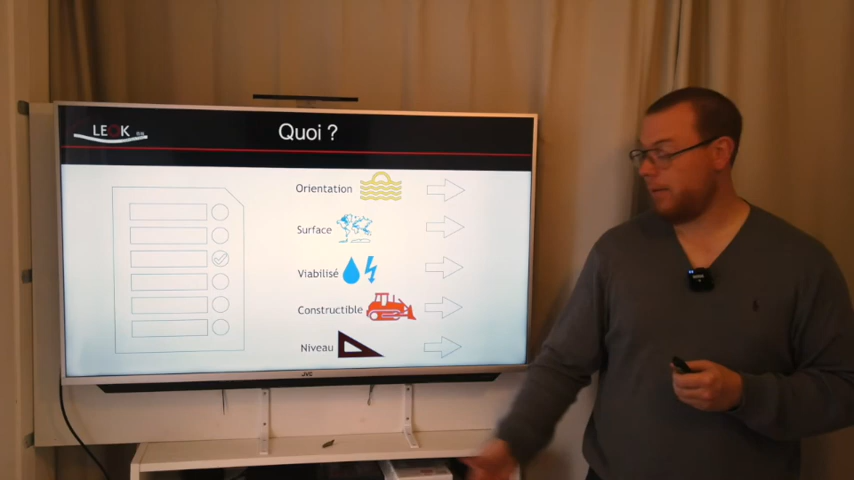 LEOK
Quoi ?
Orientation
Surface
Viabilisé
Constructible
Niveau
JVC